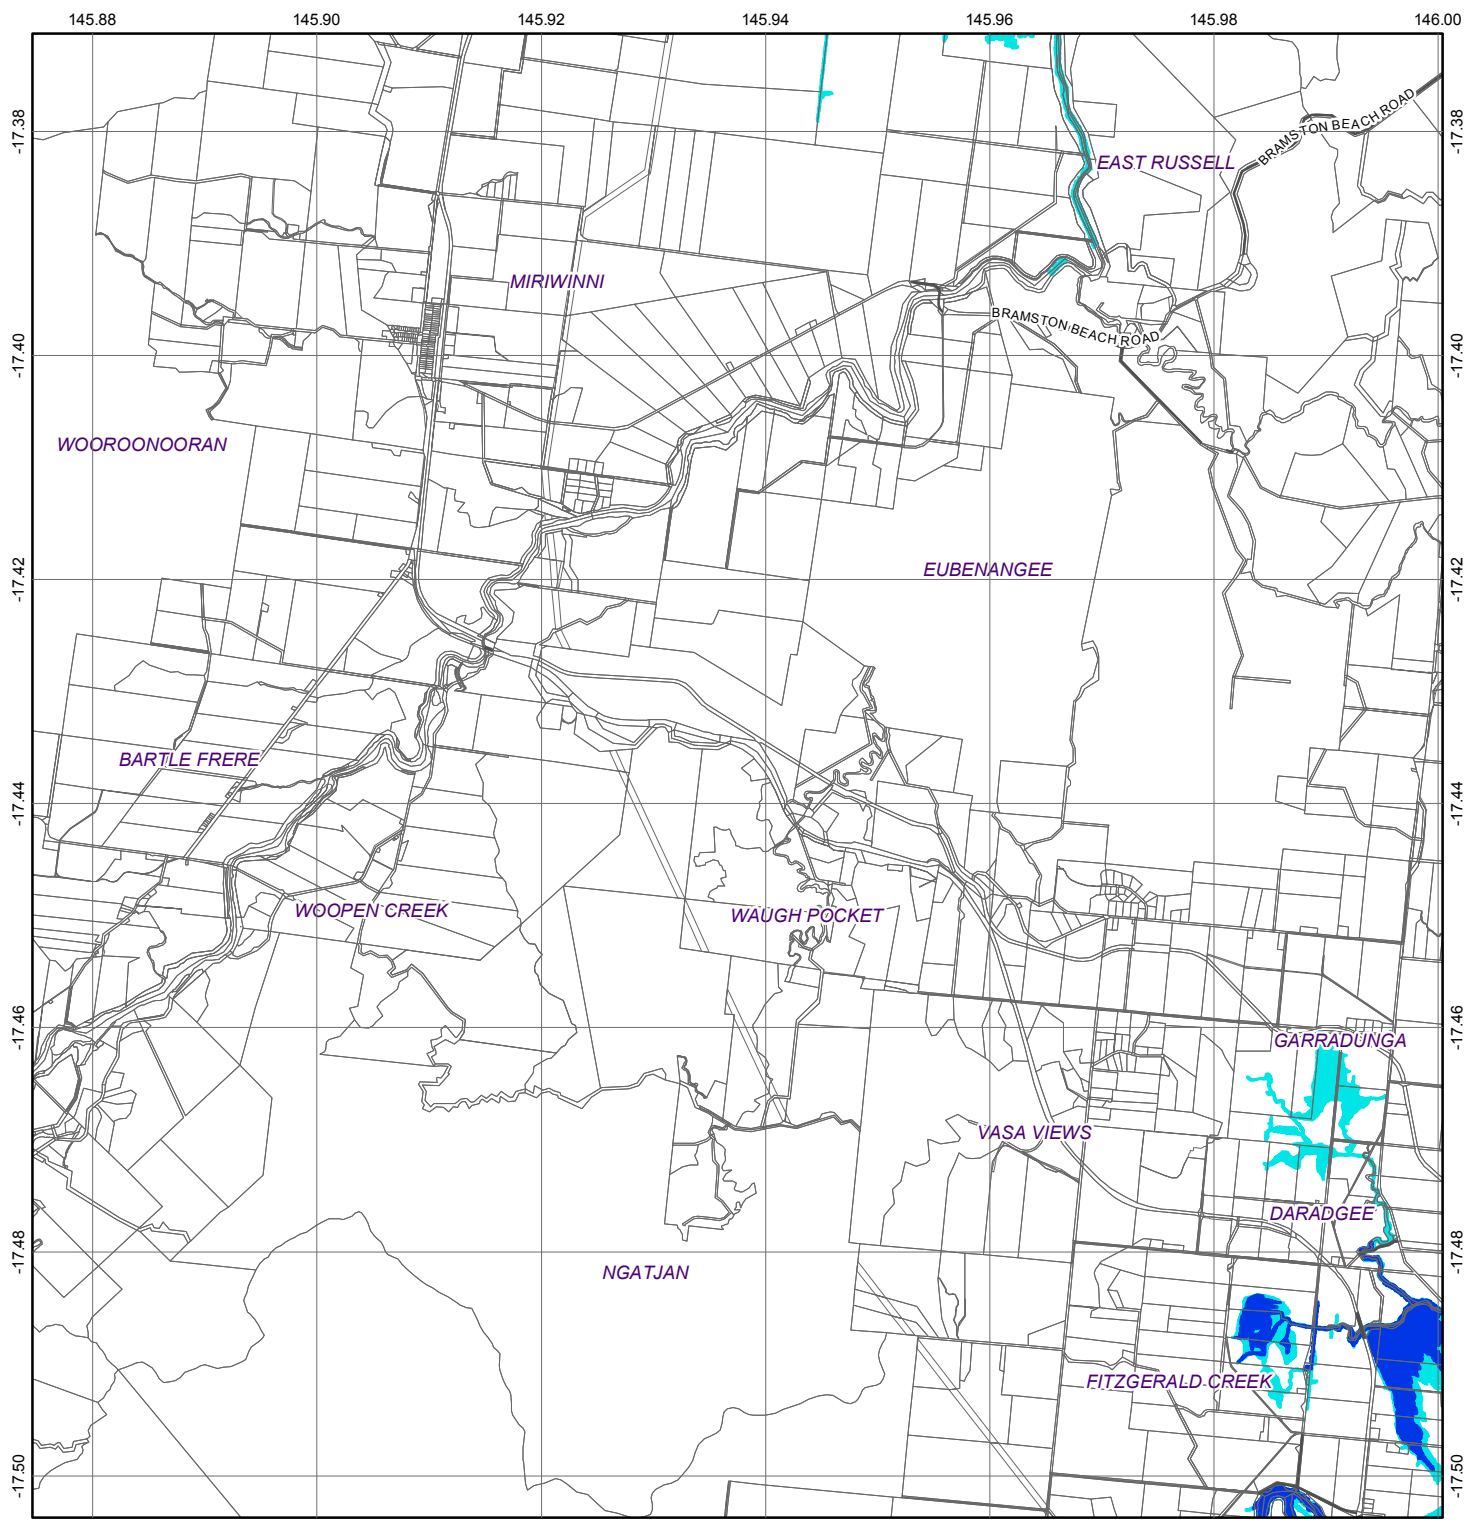 145.88 145.90 145.92 145.94 145.96 145.98 146.00
-17.38 -17.38
BRAMSTON BEACH ROAD
EAST RUSSELL
MIRIWINNI
BRAMSTON BEACH ROAD
-17.40 -17.40
WOOROONOORAN
EUBENANGEE
-17.42 -17.42
BARTLE FRERE
-17.44 -17.44
WOOPEN CREEK
WAUGH POCKET
-17.46 -17.46
GARRADUNGA
VASA VIEWS
DARADGEE
-17.48 -17.48
NGATJAN
FITZGERALD CREEK
-17.50 -17.50